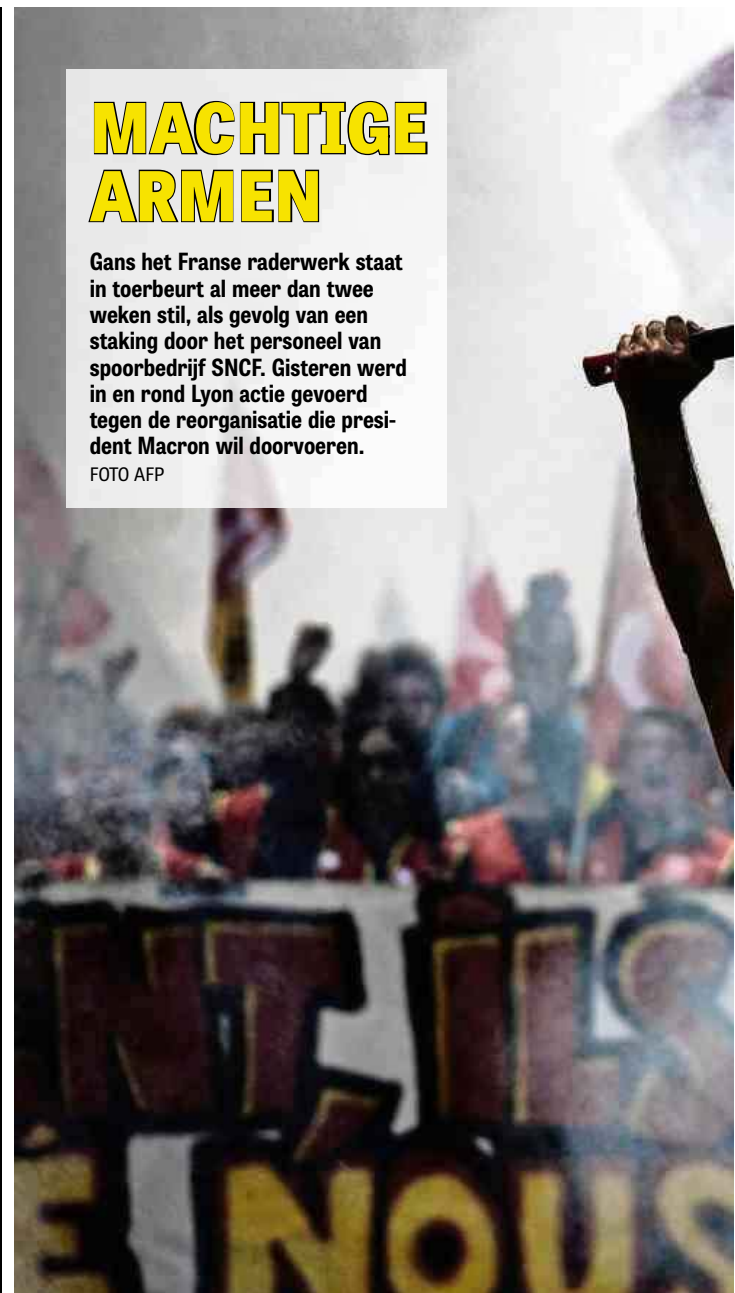 MACHTIGE
ARMEN
Gans het Franse raderwerk staat
in toerbeurt al meer dan twee
weken stil, als gevolg van een
staking door het personeel van
spoorbedrijf SNCF. Gisteren werd
in en rond Lyon actie gevoerd
tegen de reorganisatie die presi-
dent Macron wil doorvoeren.
FOTO AFP
NT, ILS
E NOUS